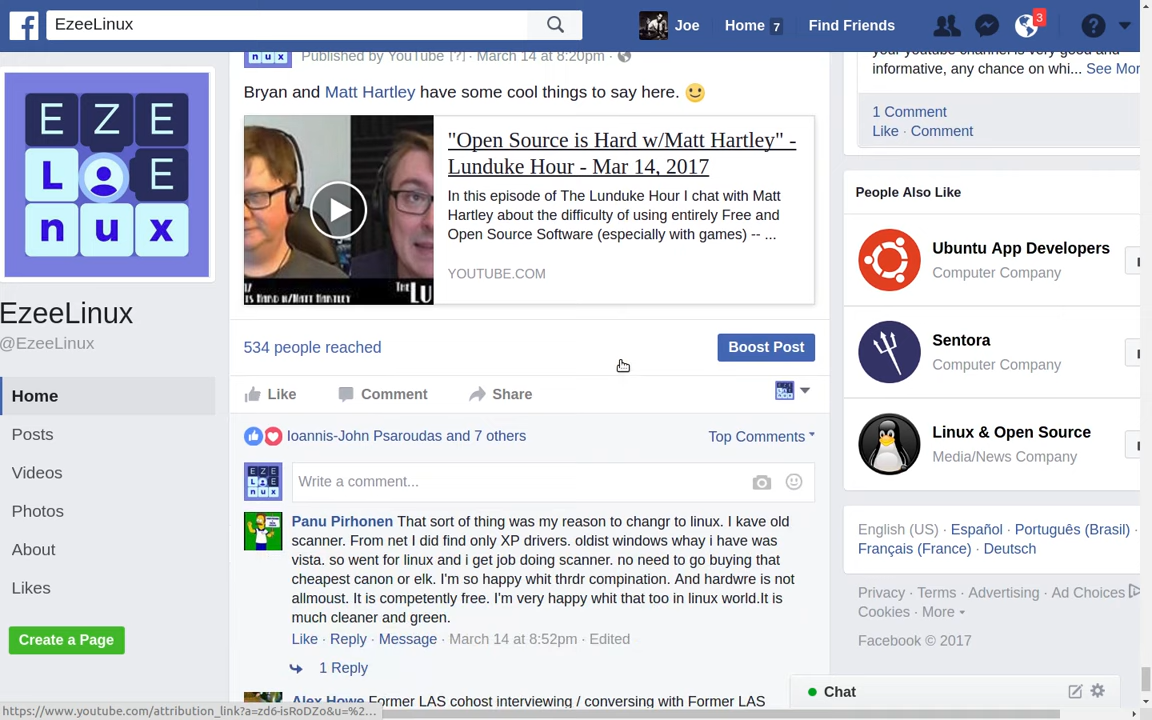 EzeeLinux
Joe
Home 7
Find Friends
3
Published by YouTube [?] · March 14 at 8:20pm ·
Bryan and Matt Hartley have some cool things to say here.
"Open Source is Hard w/Matt Hartley" -
Lunduke Hour - Mar 14, 2017
In this episode of The Lunduke Hour I chat with Matt
Hartley about the difficulty of using entirely Free and
Open Source Software (especially with games) -- ...
YOUTUBE.COM
534 people reached
Boost Post
Like
Comment
Share
Ioannis-John Psaroudas and 7 others
Top Comments
Write a comment...
Panu Pirhonen That sort of thing was my reason to changr to linux. I kave old
scanner. From net I did find only XP drivers. oldist windows whay i have was
vista. so went for linux and i get job doing scanner. no need to go buying that
cheapest canon or elk. I'm so happy whit thrdr compination. And hardwre is not
allmoust. It is competently free. I'm very happy whit that too in linux world.It is
much cleaner and green.
Like · Reply · Message · March 14 at 8:52pm · Edited
1 Reply
Alex Howe Former LAS cohost interviewing / conversing with Former LAS
E Z E
L E
n u x
EzeeLinux
@EzeeLinux
Home
Posts
Videos
Photos
About
Likes
Create a Page
your youtube channel is very good and
informative, any chance on whi... See Mor
1 Comment
Like · Comment
People Also Like
Ubuntu App Developers
Computer Company
Sentora
Computer Company
Linux & Open Source
Media/News Company
English (US) · Español · Português (Brasil) ·
Français (France) · Deutsch
Privacy · Terms · Advertising · Ad Choices
Cookies · More
Facebook © 2017
Chat
https://www.youtube.com/attribution_link?a=zd6-isRoDZo&u=%2...